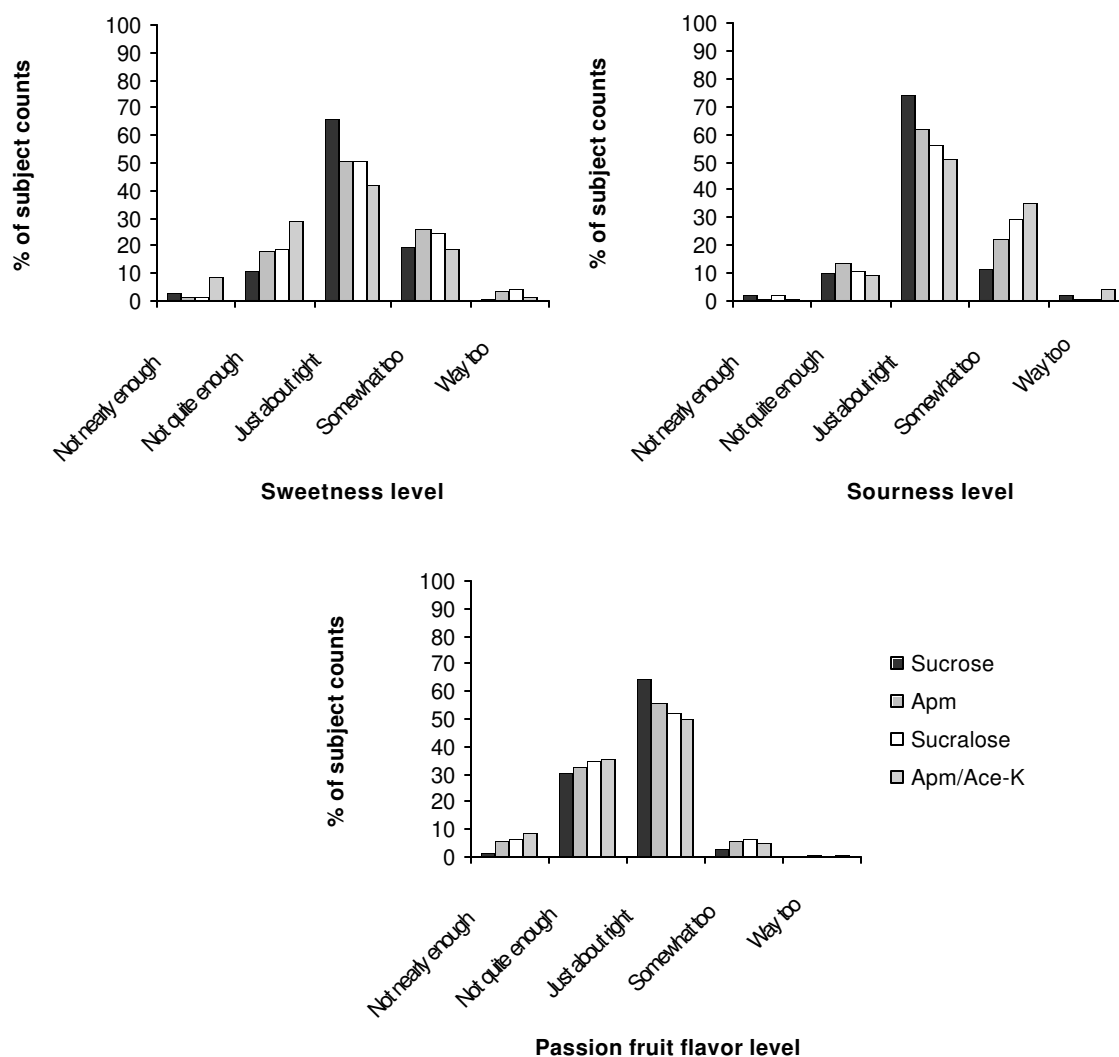 100
90
80
70
60
50
40
30
20
10
0
% of subject counts
Not nearly enough
Not quite enough
Just about right
Somewhat too
Way too
Sweetness level
100
90
80
70
60
50
40
30
20
10
0
% of subject counts
Not nearly enough
Not quite enough
Just about right
Somewhat too
Way too
Sourness level
100
90
80
70
60
50
40
30
20
10
0
% of subject counts
Not nearly enough
Not quite enough
Just about right
Somewhat too
Way too
Passion fruit flavor level
Sucrose
Apm
Sucralose
Apm/Ace-K